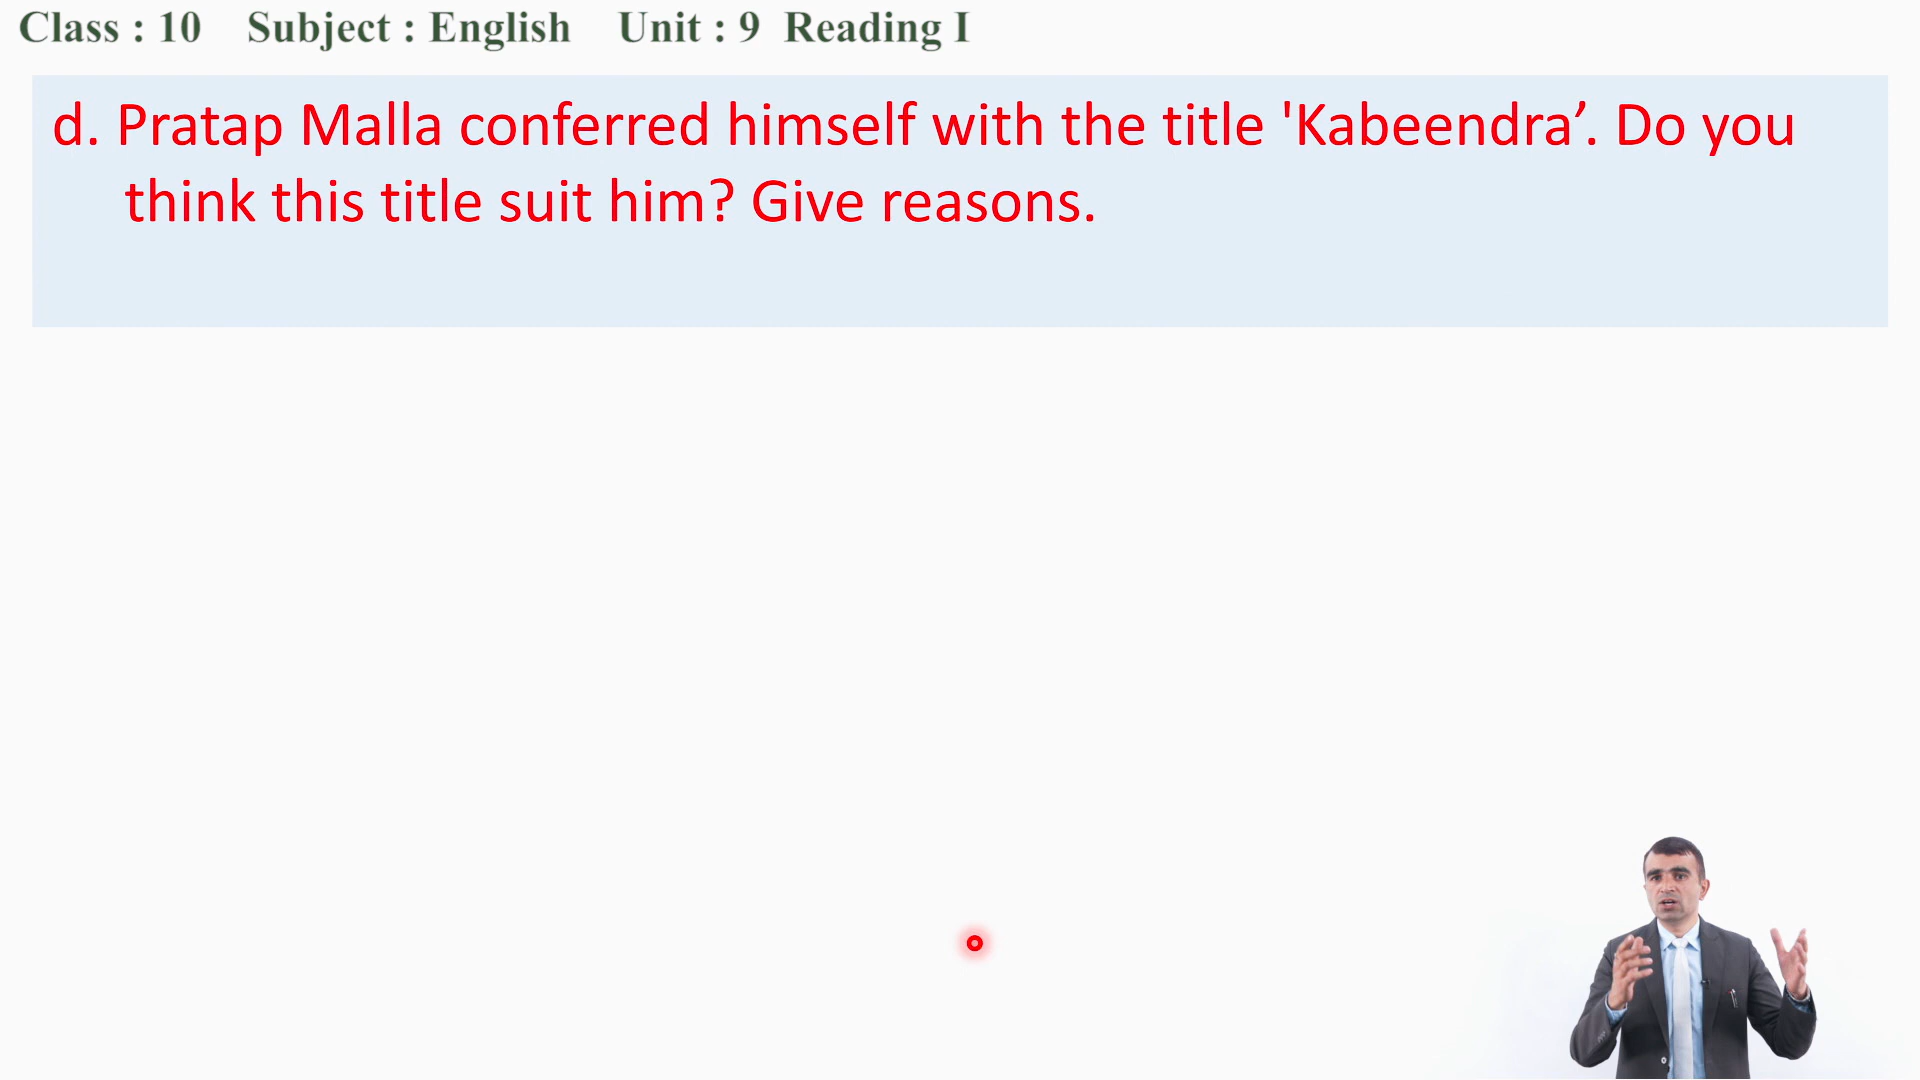 Class : 10 Subject : English Unit : 9 Reading I
d. Pratap Malla conferred himself with the title 'Kabeendra’. Do you
think this title suit him? Give reasons.